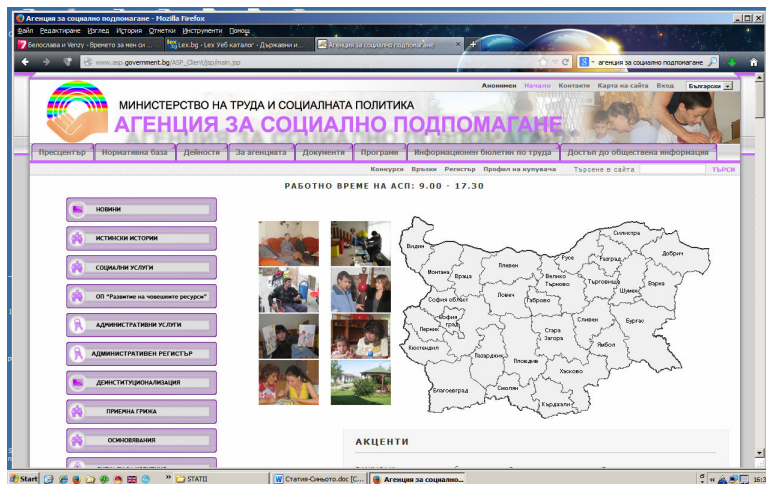 Агенция за социално подпомагане - Mozilla Firefox
Файл Редактиране Изглед История Отметки Инструменти Помощ
Белослава и Venzy - Времето за мен си ... Lex.bg - Lex Уеб каталог - Държавни и... Агенция за социално подпомагане
www.asp.government.bg/ASP_Client/jsp/main.jsp агенция за социално подпомагане
Анонимен Начало Контакти Карта на сайта Вход Български
МИНИСТЕРСТВО НА ТРУДА И СОЦИАЛНАТА ПОЛИТИКА
АГЕНЦИЯ ЗА СОЦИАЛНО ПОДПОМАГАНЕ
Пресцентър Нормативна база Дейности За агенцията Документи Програми Информационен бюлетин по труда Достъп до обществена информация
Конкурси Връзки Регистър Профил на купувача Търсене в сайта ТЪРСИ
РАБОТНО ВРЕМЕ НА АСП: 9.00 - 17.30
НОВИНИ
ИСТИНСКИ ИСТОРИИ
СОЦИАЛНИ УСЛУГИ
ОП "Развитие на човешките ресурси"
АДМИНИСТРАТИВНИ УСЛУГИ
АДМИНИСТРАТИВЕН РЕГИСТЪР
ДЕИНСТИТУЦИОНАЛИЗАЦИЯ
ПРИЕМНА ГРИЖА
ОСИНОВЯВАНИЯ
Видин
Силистра
Монтана
Враца
Плевен
Русе
Разград
Добрич
Велико
Търново
Търговище
Шумен
Варна
София област
Ловеч
Габрово
София
град
Перник
Сливен
Бургас
Стара
Загора
Ямбол
Кюстендил
Пазарджик
Пловдив
Хасково
Благоевград
Смолян
Кърджали
АКЦЕНТИ
Start STATII Статия-Синьото.doc [C... Агенция за социално...